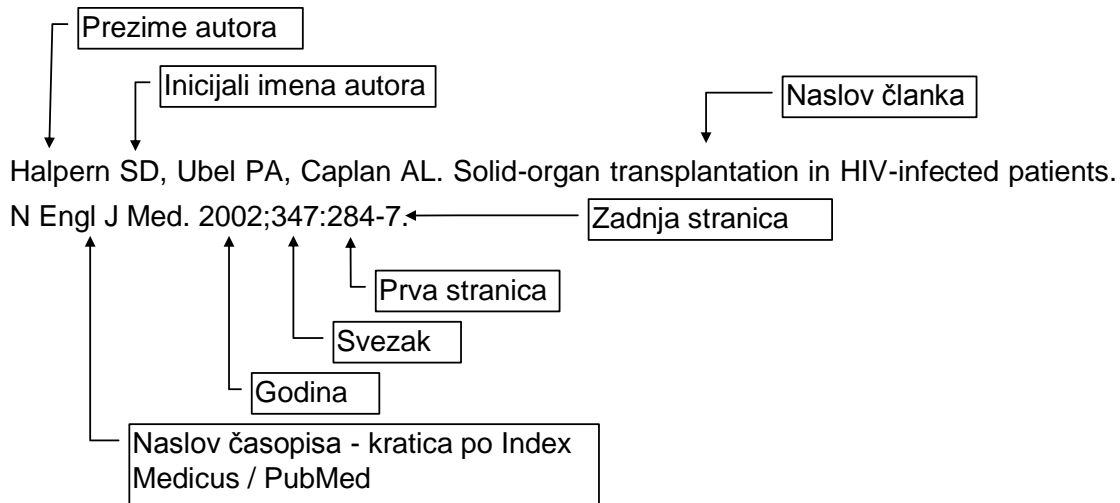 Prezime autora
Inicijali imena autora
Naslov članka
Halpern SD, Ubel PA, Caplan AL. Solid-organ transplantation in HIV-infected patients.
N Engl J Med. 2002;347:284-7.
Zadnja stranica
Prva stranica
Svezak
Godina
Naslov časopisa - kratica po Index
Medicus / PubMed